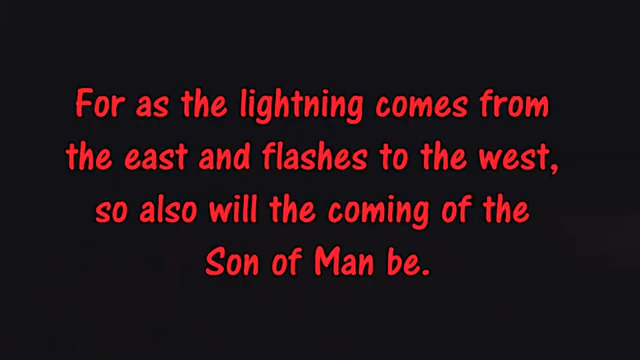 For as the lightning comes from
the east and flashes to the west,
so also will the coming of the
Son of Man be.